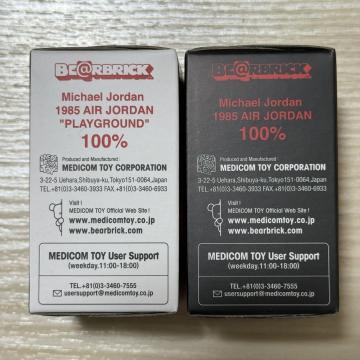 BE@RBRICK
Michael Jordan
1985 AIR JORDAN
"PLAYGROUND"
100%
Produced and Manufactured :
MEDICOM TOY CORPORATION
3-22-5 Uehara,Shibuya-ku,Tokyo151-0064,Japan
TEL.+81(0)3-3460-6933 FAX.+81(0)3-3460-6933
Visit !
MEDICOM TOY Official Web Site !
www.medicomtoy.co.jp
www.bearbrick.com
MEDICOM TOY User Support
(weekday.11:00-18:00)
TEL.+81(0)3-3460-7555
usersupport@medicomtoy.co.jp
BE@RBRICK
Michael Jordan
1985 AIR JORDAN
100%
Produced and Manufactured :
MEDICOM TOY CORPORATION
3-22-5 Uehara,Shibuya-ku,Tokyo151-0064,Japan
TEL.+81(0)3-3460-6933 FAX.+81(0)3-3460-6933
Visit !
MEDICOM TOY Official Web Site !
www.medicomtoy.co.jp
www.bearbrick.com
MEDICOM TOY User Support
(weekday.11:00-18:00)
TEL.+81(0)3-3460-7555
usersupport@medicomtoy.co.jp